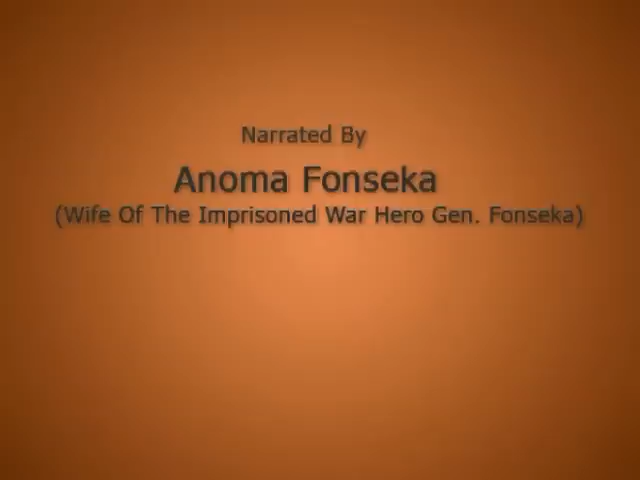 Narrated By
Anoma Fonseka
(Wife Of The Imprisoned War Hero Gen. Fonseka)